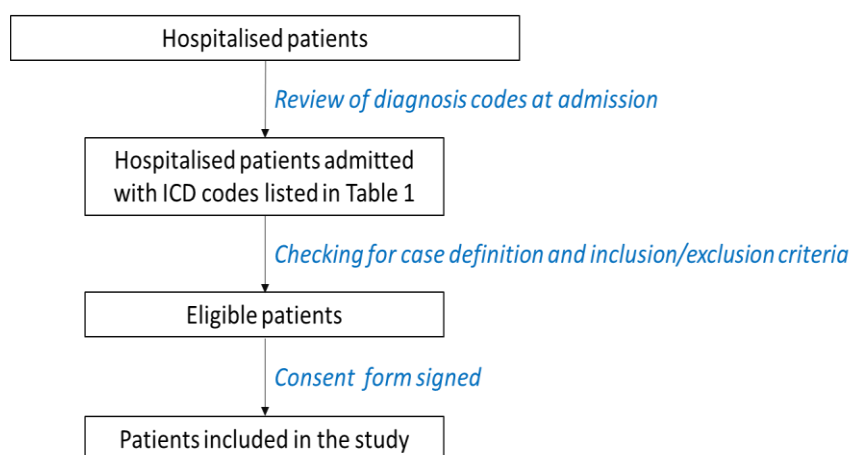 Hospitalised patients
Review of diagnosis codes at admission
Hospitalised patients admitted
with ICD codes listed in Table 1
Checking for case definition and inclusion/exclusion criteria
Eligible patients
Consent form signed
Patients included in the study